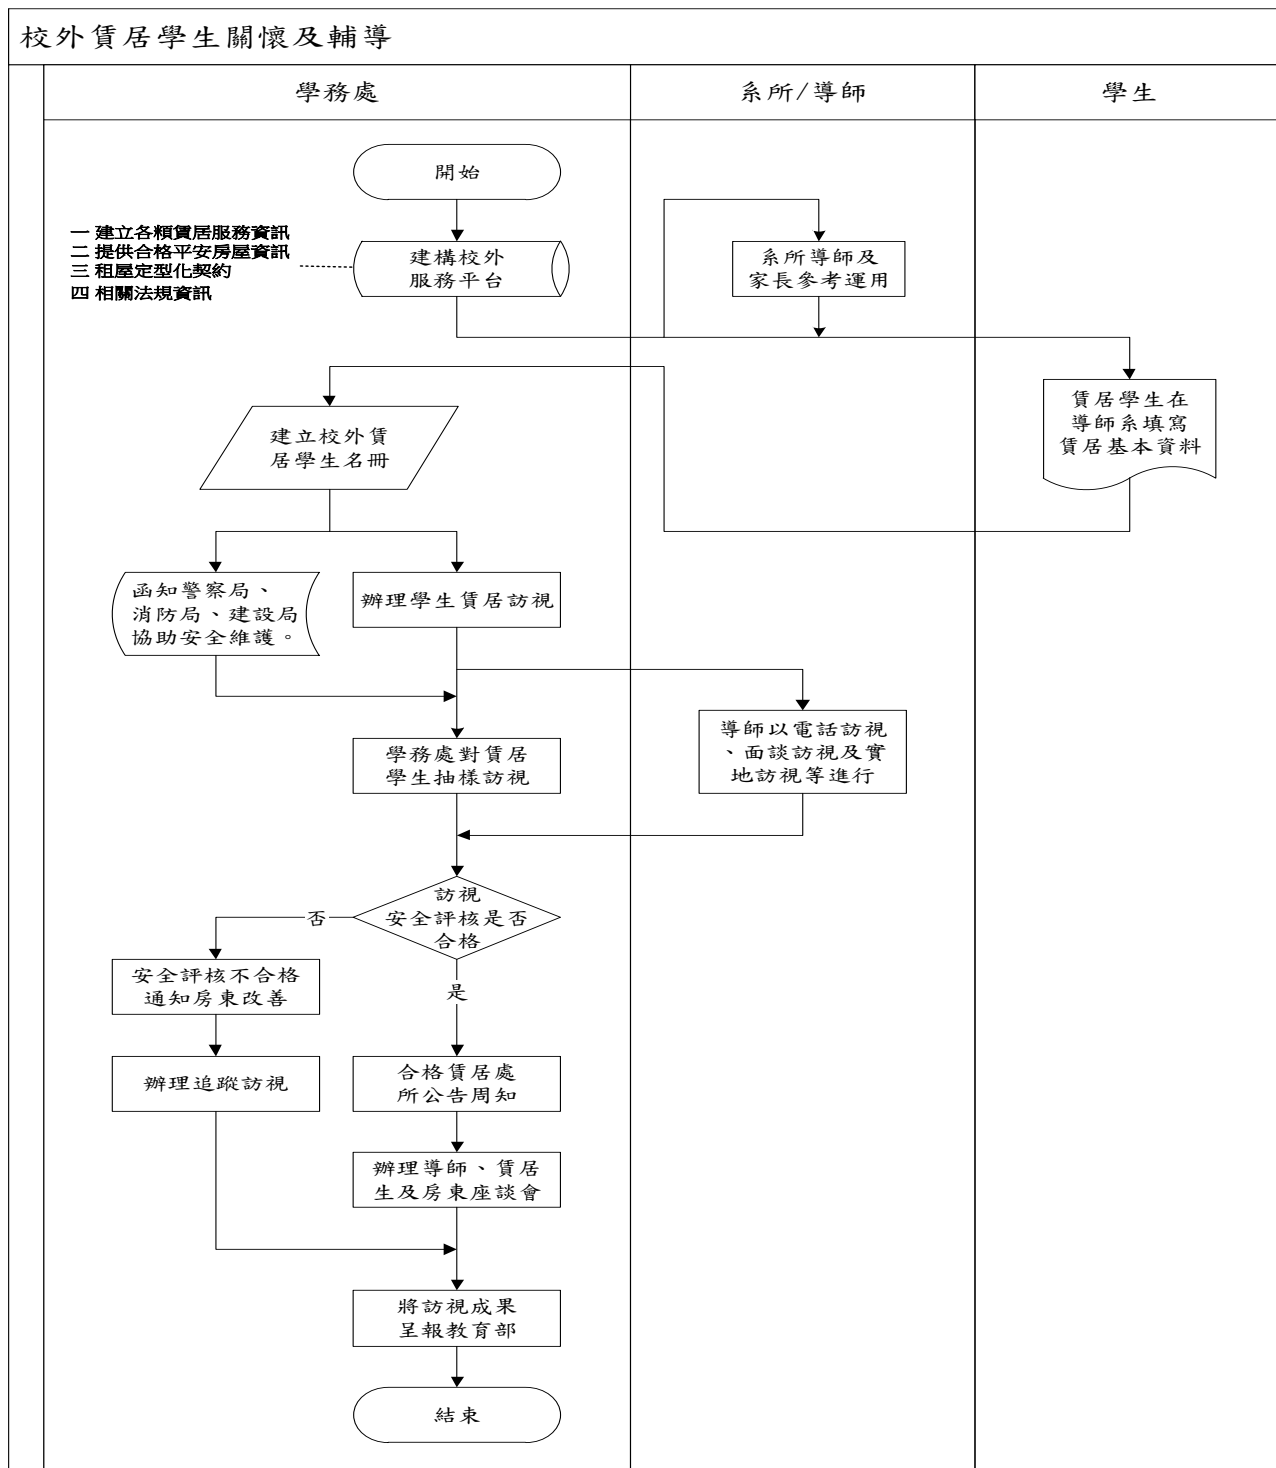 校外賃居學生關懷及輔導
學務處
系所/導師
學生
開始
一 建立各類賃居服務資訊
二 提供合格平安房屋資訊
三 租屋定型化契約
四 相關法規資訊
建構校外
服務平台
系所導師及
家長參考運用
賃居學生在
導師系填寫
賃居基本資料
建立校外賃
居學生名冊
函知警察局、
消防局、建設局
協助安全維護。
辦理學生賃居訪視
學務處對賃居
學生抽樣訪視
導師以電話訪視
、面談訪視及實
地訪視等進行
訪視
安全評核是否
合格
否
是
安全評核不合格
通知房東改善
辦理追蹤訪視
合格賃居處
所公告周知
辦理導師、賃居
生及房東座談會
將訪視成果
呈報教育部
結束